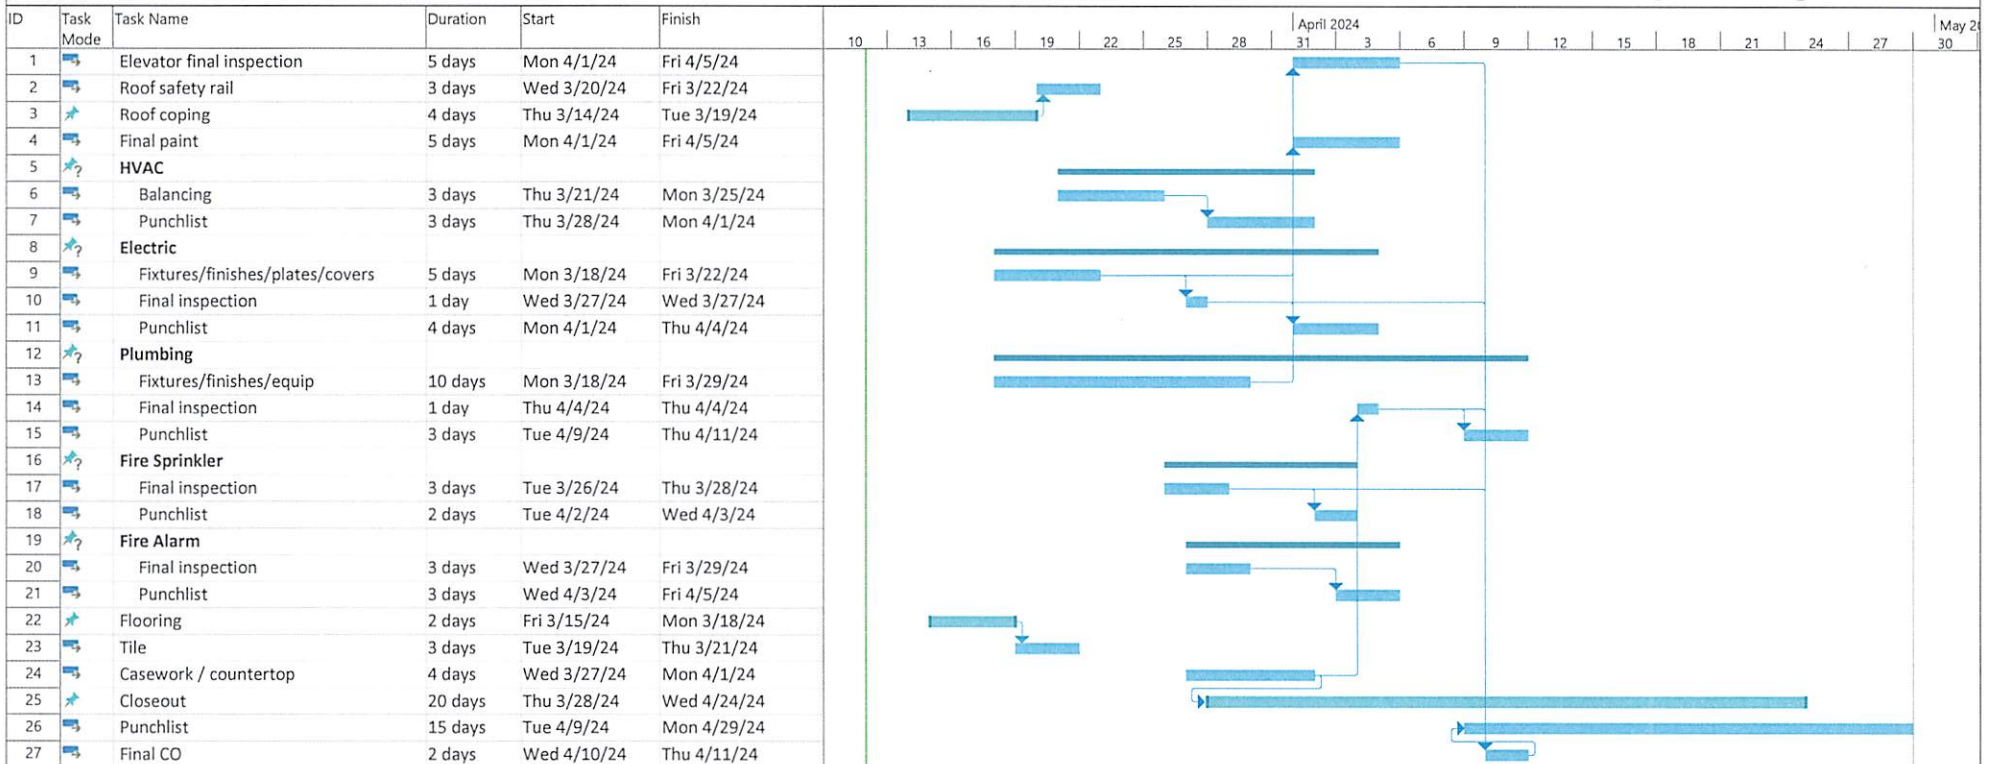 ID Task Mode Task Name Duration Start Finish
April 2024
10 13 16 19 22 25 28 31 3 6 9 12 15 18 21 24 27 30
1 Elevator final inspection 5 days Mon 4/1/24 Fri 4/5/24
2 Roof safety rail 3 days Wed 3/20/24 Fri 3/22/24
3 Roof coping 4 days Thu 3/14/24 Tue 3/19/24
4 Final paint 5 days Mon 4/1/24 Fri 4/5/24
5 HVAC
6 Balancing 3 days Thu 3/21/24 Mon 3/25/24
7 Punchlist 3 days Thu 3/28/24 Mon 4/1/24
8 Electric
9 Fixtures/finishes/plates/covers 5 days Mon 3/18/24 Fri 3/22/24
10 Final inspection 1 day Wed 3/27/24 Wed 3/27/24
11 Punchlist 4 days Mon 4/1/24 Thu 4/4/24
12 Plumbing
13 Fixtures/finishes/equip 10 days Mon 3/18/24 Fri 3/29/24
14 Final inspection 1 day Thu 4/4/24 Thu 4/4/24
15 Punchlist 3 days Tue 4/9/24 Thu 4/11/24
16 Fire Sprinkler
17 Final inspection 3 days Tue 3/26/24 Thu 3/28/24
18 Punchlist 2 days Tue 4/2/24 Wed 4/3/24
19 Fire Alarm
20 Final inspection 3 days Wed 3/27/24 Fri 3/29/24
21 Punchlist 3 days Wed 4/3/24 Fri 4/5/24
22 Flooring 2 days Fri 3/15/24 Mon 3/18/24
23 Tile 3 days Tue 3/19/24 Thu 3/21/24
24 Casework / countertop 4 days Wed 3/27/24 Mon 4/1/24
25 Closeout 20 days Thu 3/28/24 Wed 4/24/24
26 Punchlist 15 days Tue 4/9/24 Mon 4/29/24
27 Final CO 2 days Wed 4/10/24 Thu 4/11/24